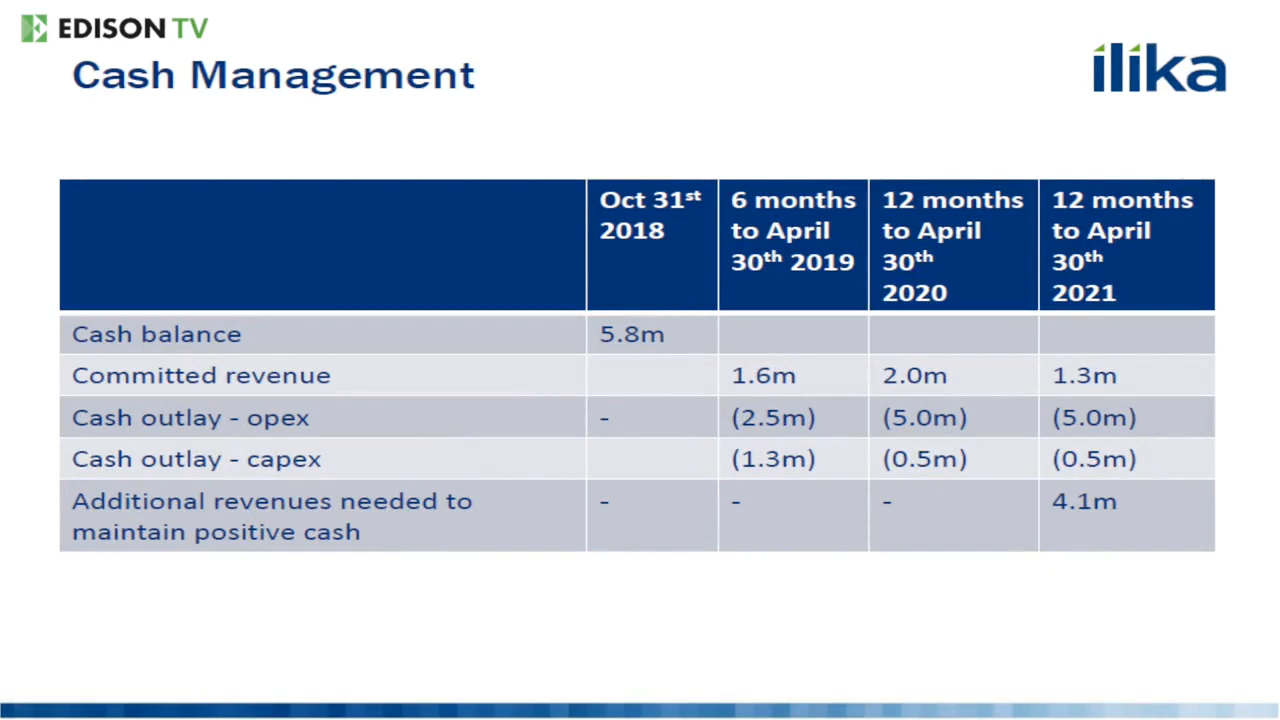 EDISON TV
Cash Management
ilika
Oct 31st
2018
6 months
to April
30th 2019
12 months
to April
30th
2020
12 months
to April
30th
2021
Cash balance
5.8m
Committed revenue
1.6m
2.0m
1.3m
Cash outlay - opex
-
(2.5m)
(5.0m)
(5.0m)
Cash outlay - capex
(1.3m)
(0.5m)
(0.5m)
Additional revenues needed to
maintain positive cash
-
-
-
4.1m